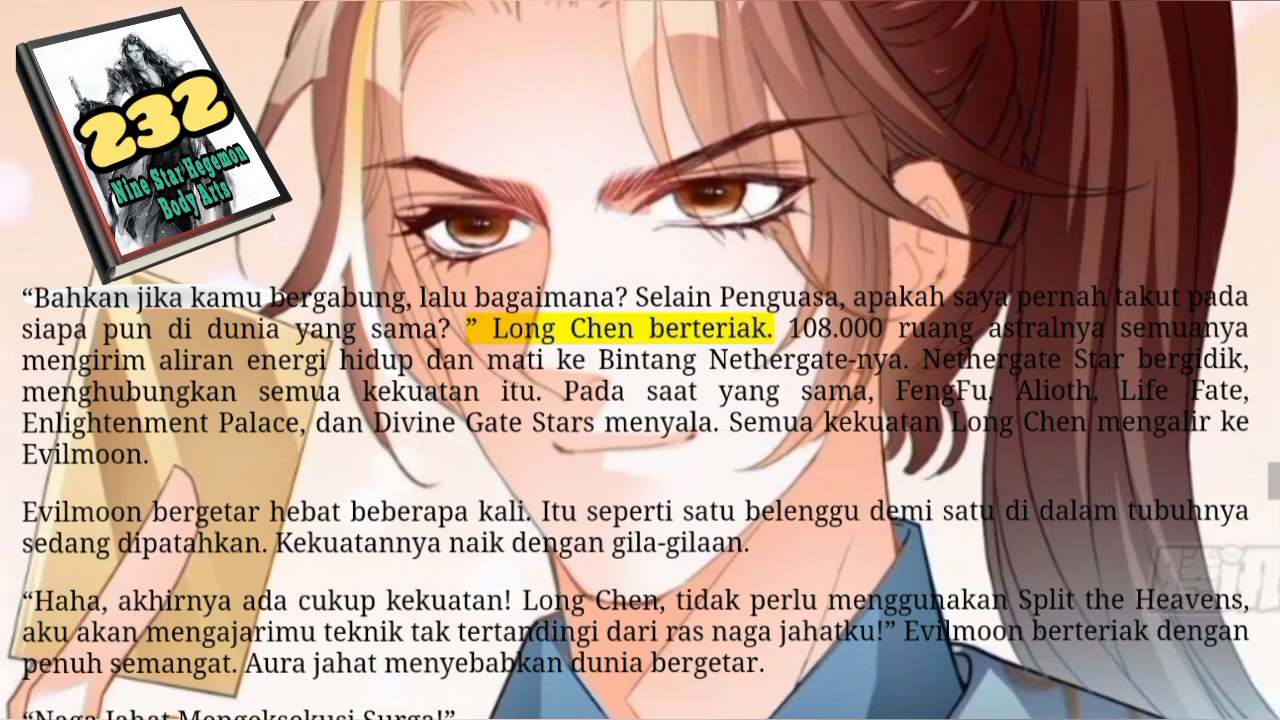 232
Nine Star Hegemon
Body Arts
“Bahkan jika kamu bergabung, lalu bagaimana? Selain Penguasa, apakah saya pernah takut pada
siapa pun di dunia yang sama? ” Long Chen berteriak. 108.000 ruang astralnya semuanya
mengirim aliran energi hidup dan mati ke Bintang Nethergate-nya. Nethergate Star bergidik,
menghubungkan semua kekuatan itu. Pada saat yang sama, FengFu, Alioth, Life Fate,
Enlightenment Palace, dan Divine Gate Stars menyala. Semua kekuatan Long Chen mengalir ke
Evilmoon.
Evilmoon bergetar hebat beberapa kali. Itu seperti satu belenggu demi satu di dalam tubuhnya
sedang dipatahkan. Kekuatannya naik dengan gila-gilaan.
“Haha, akhirnya ada cukup kekuatan! Long Chen, tidak perlu menggunakan Split the Heavens,
aku akan mengajarimu teknik tak tertandingi dari ras naga jahatku!” Evilmoon berteriak dengan
penuh semangat. Aura jahat menyebabkan dunia bergetar.
“Naga Jahat Mengeksekusi Surga!”